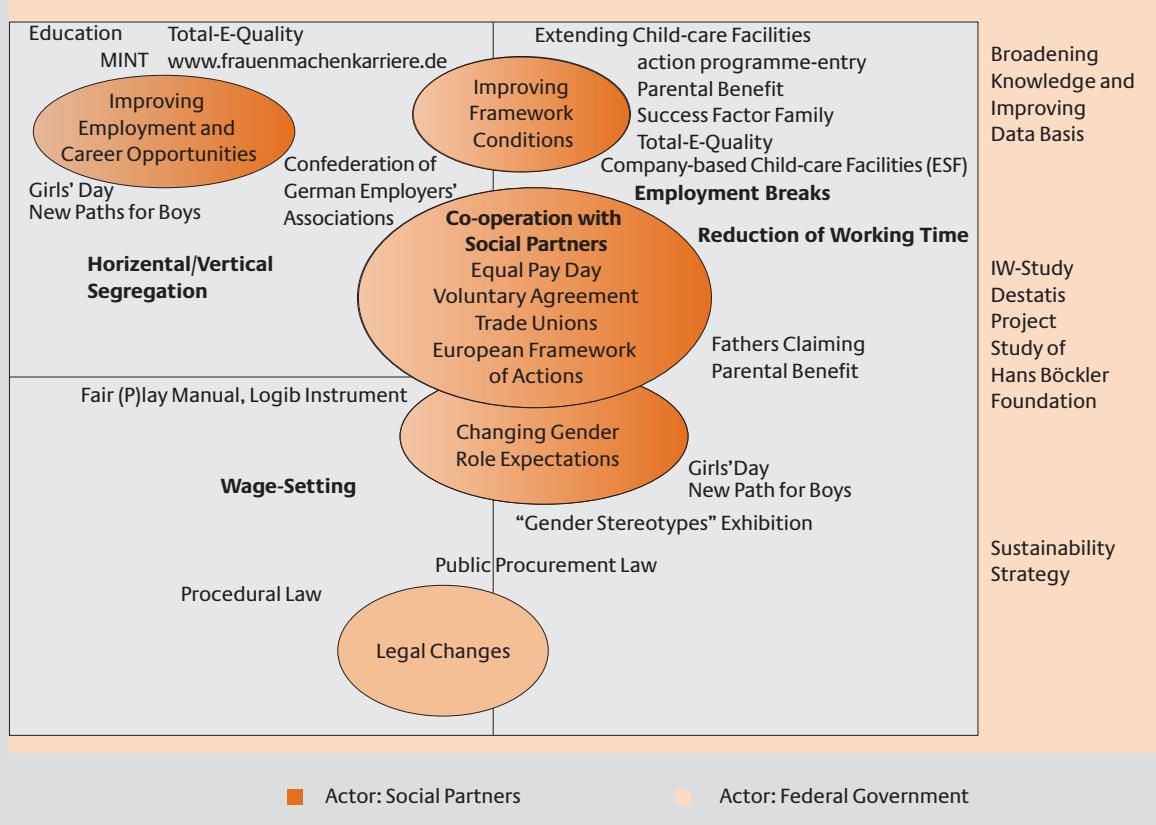 Education
Total-E-Quality
MINT
www.frauenmachenkarriere.de
Improving
Employment and
Career Opportunities
Girls’ Day
New Paths for Boys
Confederation of
German Employers’
Associations
Horizental/Vertical
Segregation
Extending Child-care Facilities
action programme-entry
Parental Benefit
Success Factor Family
Total-E-Quality
Company-based Child-care Facilities (ESF)
Improving
Framework
Conditions
Employment Breaks
Reduction of Working Time
Co-operation with
Social Partners
Equal Pay Day
Voluntary Agreement
Trade Unions
European Framework
of Actions
Fathers Claiming
Parental Benefit
Fair (P)lay Manual, Logib Instrument
Changing Gender
Role Expectations
Wage-Setting
Girls’Day
New Path for Boys
“Gender Stereotypes” Exhibition
Public Procurement Law
Procedural Law
Legal Changes
Broadening
Knowledge and
Improving
Data Basis
IW-Study
Destatis
Project
Study of
Hans Böckler
Foundation
Sustainability
Strategy
Actor: Social Partners
Actor: Federal Government